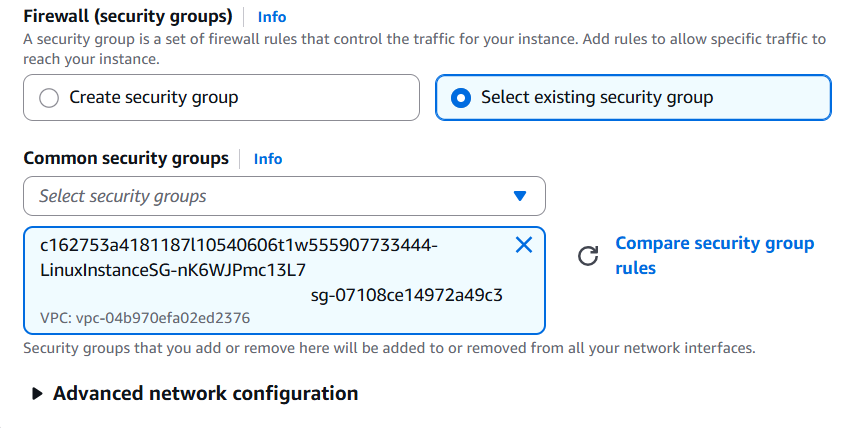 Firewall (security groups) Info
A security group is a set of firewall rules that control the traffic for your instance. Add rules to allow specific traffic to
reach your instance.
Create security group
Select existing security group
Common security groups Info
Select security groups
c162753a4181187l10540606t1w555907733444-
LinuxInstanceSG-nK6WJPmc13L7
sg-07108ce14972a49c3
VPC: vpc-04b970efa02ed2376
Compare security group
rules
Security groups that you add or remove here will be added to or removed from all your network interfaces.
Advanced network configuration